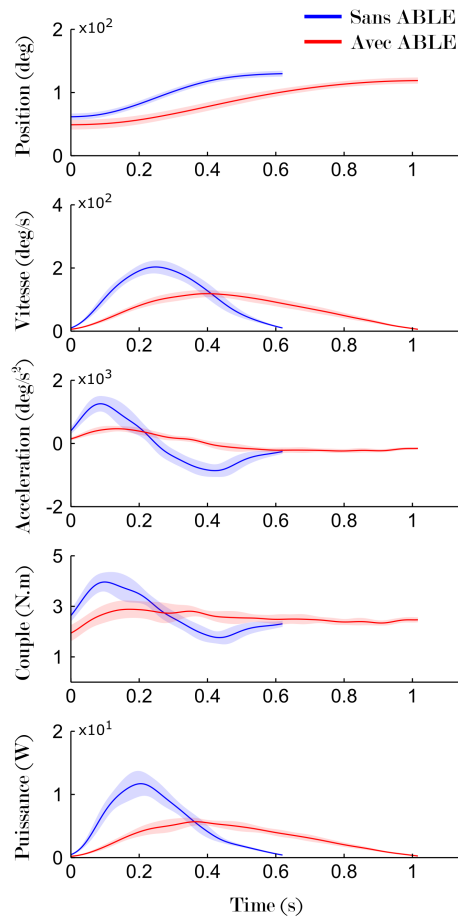 Sans ABLE
Avec ABLE
Position (deg)
x10²
2
1
0
0 0.2 0.4 0.6 0.8 1
Vitesse (deg/s)
x10²
4
2
0
0 0.2 0.4 0.6 0.8 1
Acceleration (deg/s²)
x10³
2
0
-2
0 0.2 0.4 0.6 0.8 1
Couple (N.m)
5
3
1
0 0.2 0.4 0.6 0.8 1
Puissance (W)
x10¹
2
1
0
0 0.2 0.4 0.6 0.8 1
Time (s)